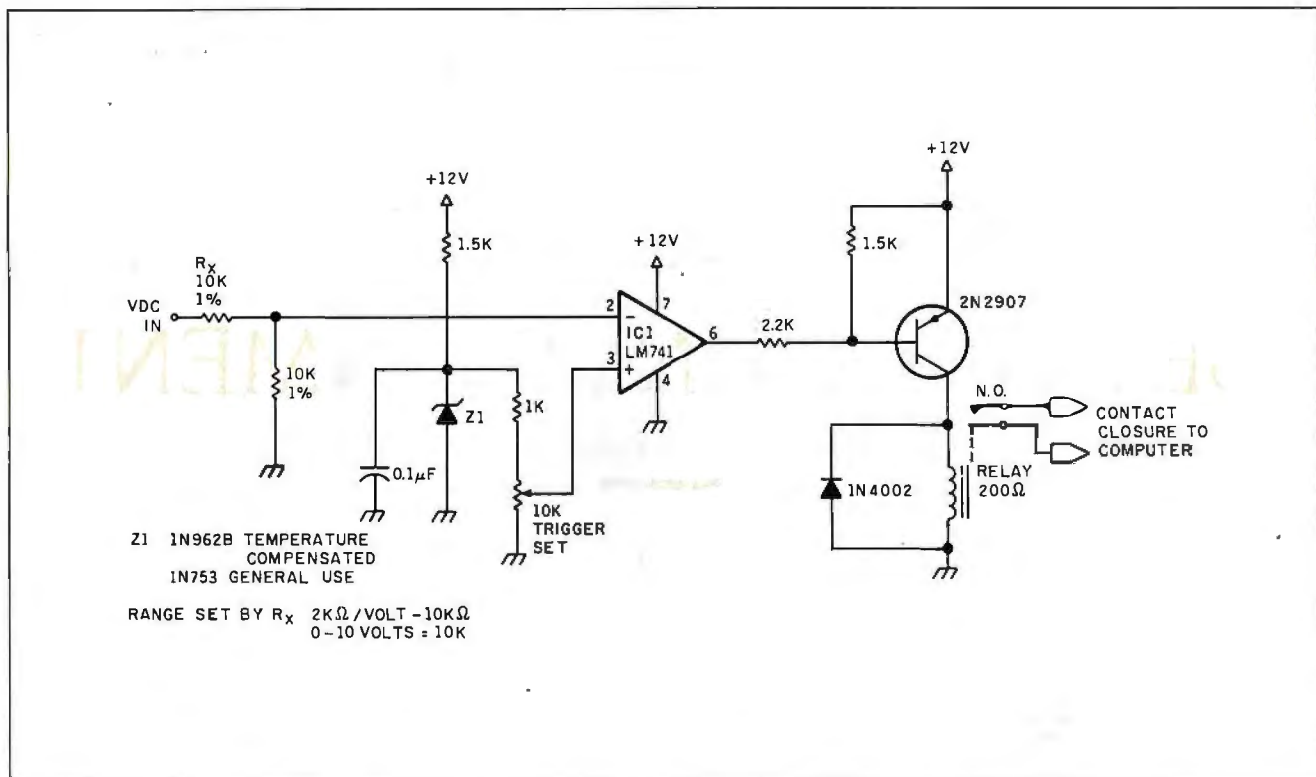 +12V
+12V
1.5K
1.5K
+12V
RX
10K
1%
VDC
IN
2
7
2N2907
IC1
6
2.2K
LM741
3
4
10K
1%
1K
N.O.
CONTACT
CLOSURE TO
COMPUTER
Z1
0.1μF
RELAY
200Ω
1N4002
10K
TRIGGER
SET
Z1 1N962B TEMPERATURE
COMPENSATED
1N753 GENERAL USE
RANGE SET BY RX 2KΩ/VOLT-10KΩ
0-10 VOLTS = 10K